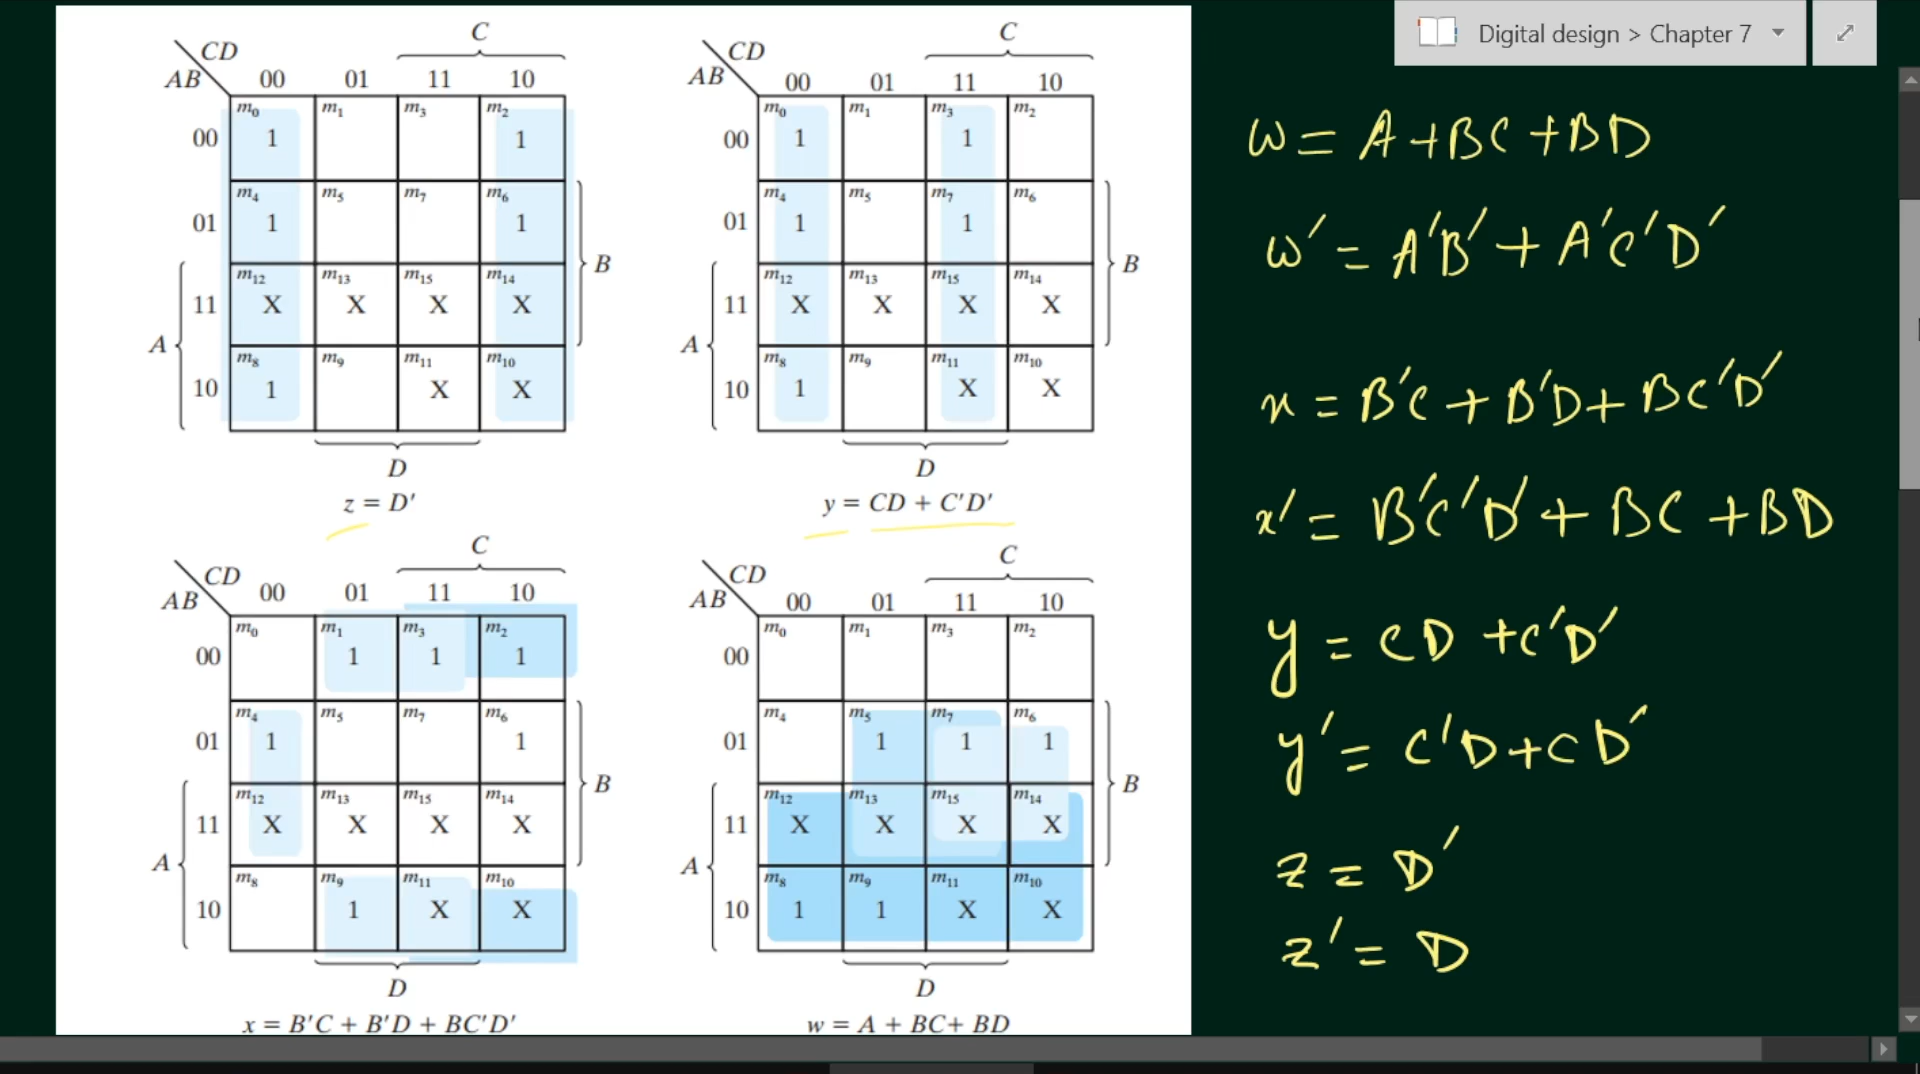 Digital design > Chapter 7
C
CD
AB 00 01 11 10
00 m0 1 m1 m3 m2 1
01 m4 1 m5 m7 m6 1
11 m12 X m13 X m15 X m14 X
10 m8 1 m9 m11 X m10 X
A
B
D
z = D′
C
CD
AB 00 01 11 10
00 m0 1 m1 m3 1 m2
01 m4 1 m5 m7 1 m6
11 m12 X m13 X m15 X m14 X
10 m8 1 m9 m11 X m10 X
A
B
D
y = CD + C′D′
C
CD
AB 00 01 11 10
00 m0 m1 1 m3 1 m2 1
01 m4 1 m5 m7 m6 1
11 m12 X m13 X m15 X m14 X
10 m8 m9 1 m11 X m10 X
A
B
D
x = B′C + B′D + BC′D′
C
CD
AB 00 01 11 10
00 m0 m1 m3 m2
01 m4 m5 1 m7 1 m6 1
11 m12 X m13 X m15 X m14 X
10 m8 1 m9 1 m11 X m10 X
A
B
D
w = A + BC + BD
w = A + BC + BD
w′ = A′B′ + A′C′D′
x = B′C + B′D + BC′D′
x′ = B′C′D′ + BC + BD
y = CD + C′D′
y′ = C′D + CD′
z = D′
z′ = D